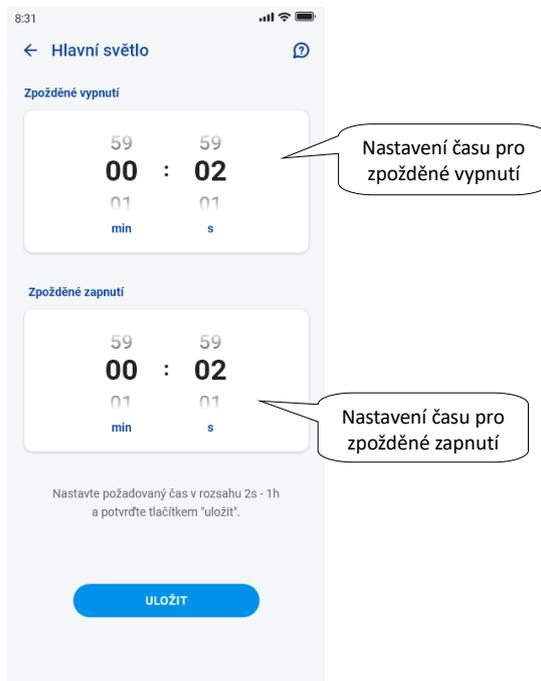 8:31
Hlavní světlo
Zpožděné vypnutí
59 59
00 : 02
01 01
min s
Nastavení času pro
zpožděné vypnutí
Zpožděné zapnutí
59 59
00 : 02
01 01
min s
Nastavení času pro
zpožděné zapnutí
Nastavte požadovaný čas v rozsahu 2s - 1h
a potvrďte tlačítkem "uložit".
ULOŽIT